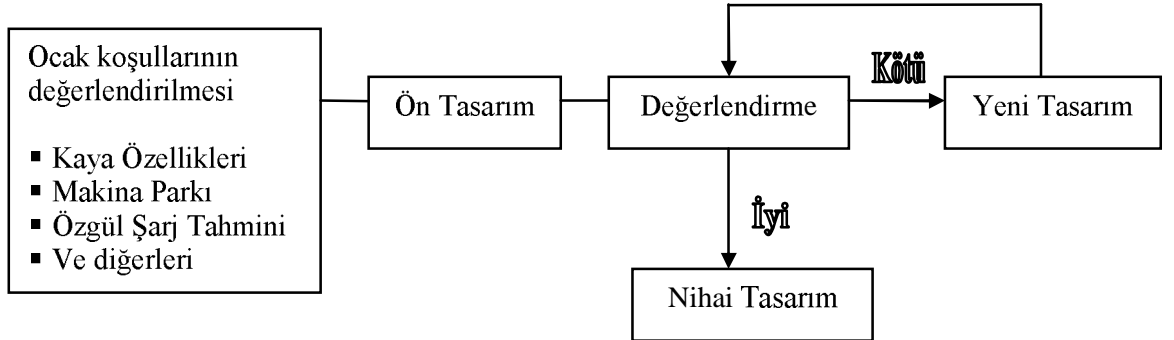 Ocak koşullarının
değerlendirilmesi
▪ Kaya Özellikleri
▪ Makina Parkı
▪ Özgül Şarj Tahmini
▪ Ve diğerleri
Ön Tasarım
Değerlendirme
Kötü
Yeni Tasarım
İyi
Nihai Tasarım